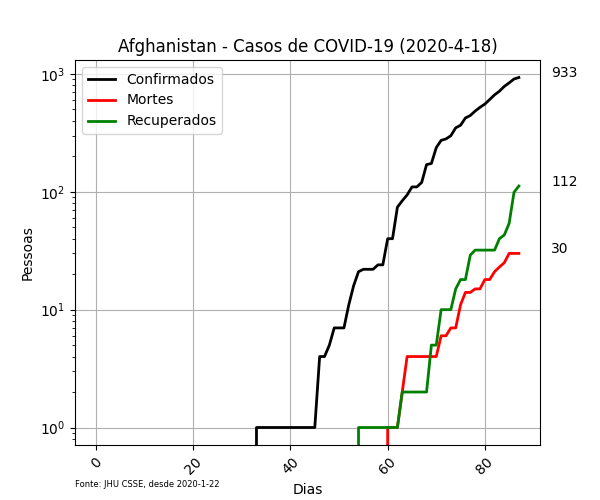 Afghanistan - Casos de COVID-19 (2020-4-18)
Confirmados
Mortes
Recuperados
10³
10²
10¹
10⁰
933
112
30
Pessoas
0
20
40
60
80
Dias
Fonte: JHU CSSE, desde 2020-1-22